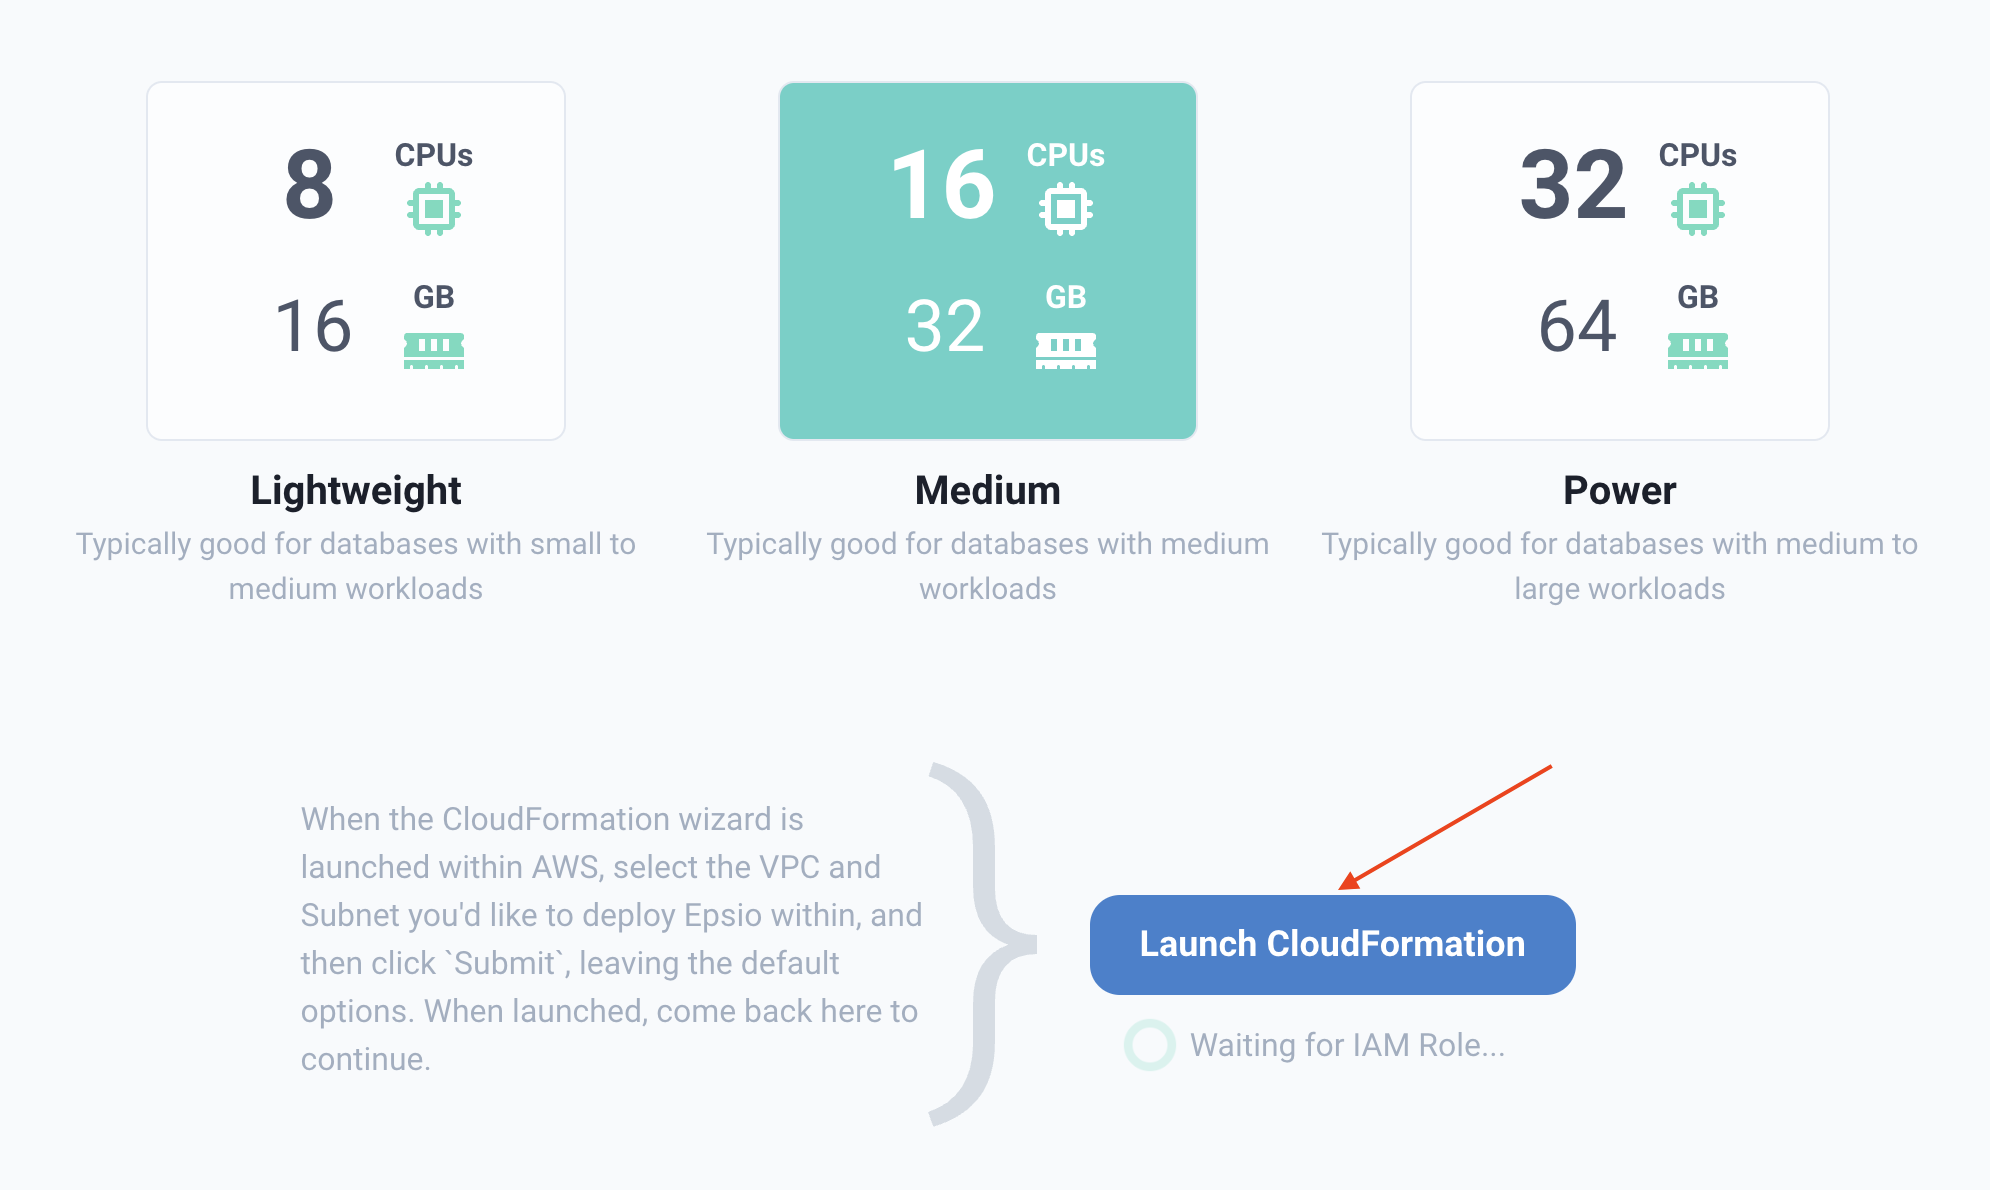 8 CPUs
16 GB
Lightweight
Typically good for databases with small to
medium workloads
16 CPUs
32 GB
Medium
Typically good for databases with medium
workloads
32 CPUs
64 GB
Power
Typically good for databases with medium to
large workloads
When the CloudFormation wizard is
launched within AWS, select the VPC and
Subnet you'd like to deploy Epsio within, and
then click `Submit`, leaving the default
options. When launched, come back here to
continue.
Launch CloudFormation
Waiting for IAM Role...